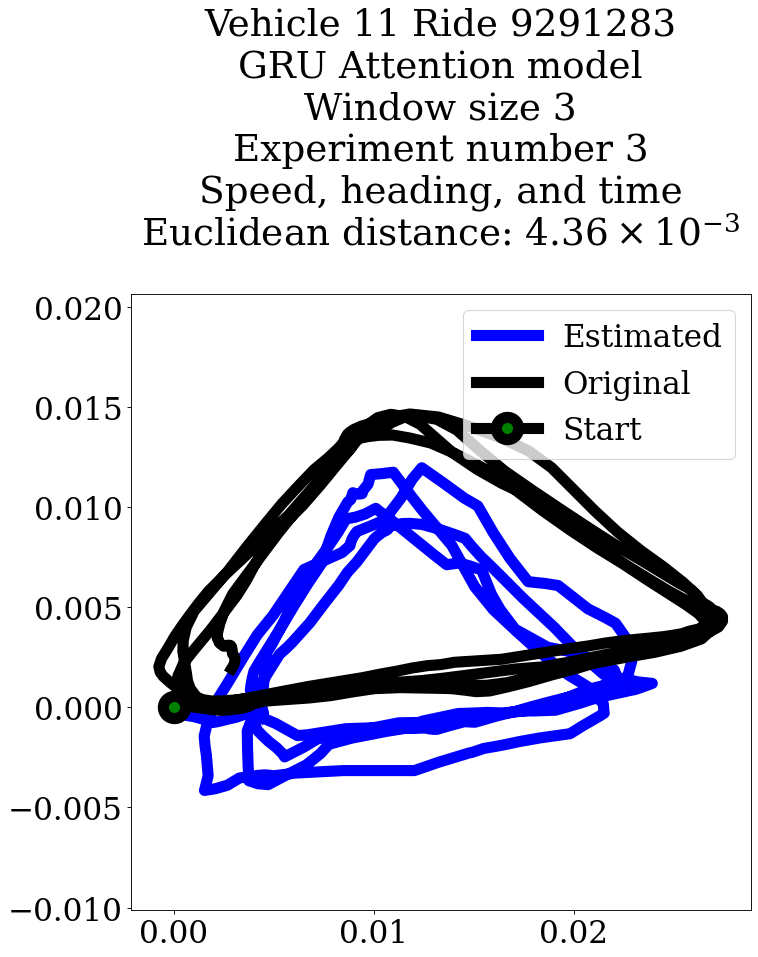 Vehicle 11 Ride 9291283
GRU Attention model
Window size 3
Experiment number 3
Speed, heading, and time
Euclidean distance: 4.36 × 10⁻³
Estimated
Original
Start
0.020
0.015
0.010
0.005
0.000
−0.005
−0.010
0.00 0.01 0.02